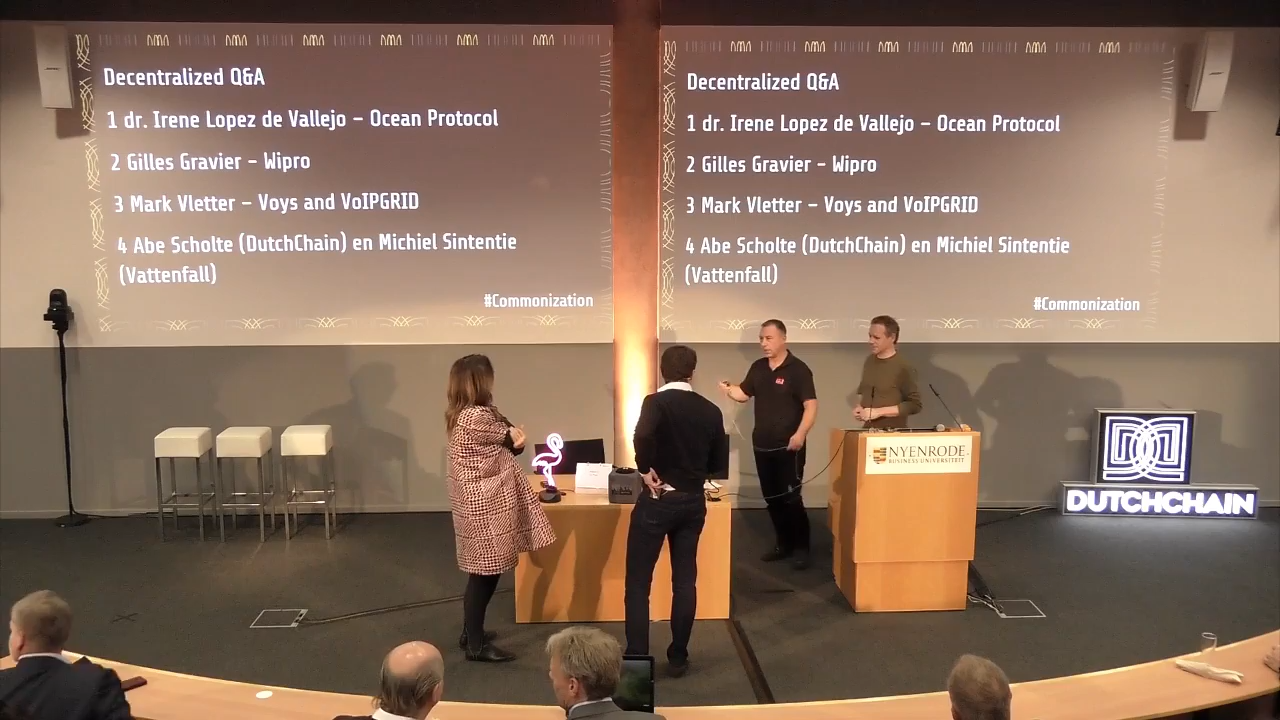 Decentralized Q&A
1 dr. Irene Lopez de Vallejo – Ocean Protocol
2 Gilles Gravier – Wipro
3 Mark Vletter – Voys and VoIPGRID
4 Abe Scholte (DutchChain) en Michiel Sintentie
(Vattenfall)
#Commonization
Decentralized Q&A
1 dr. Irene Lopez de Vallejo – Ocean Protocol
2 Gilles Gravier – Wipro
3 Mark Vletter – Voys and VoIPGRID
4 Abe Scholte (DutchChain) en Michiel Sintentie
(Vattenfall)
#Commonization
NYENRODE
BUSINESS UNIVERSITEIT
DUTCHCHAIN